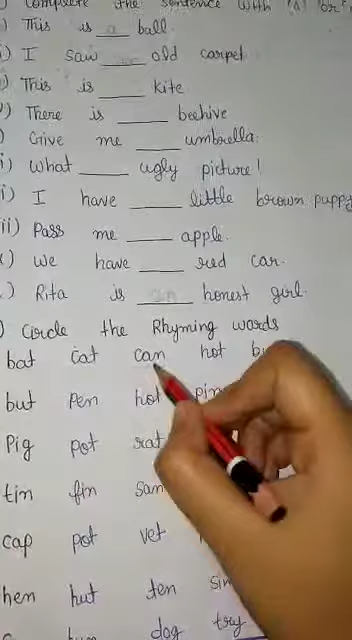 Complete the sentence with 'a' or
This is a ball.
I saw ___ old carpet.
This is ___ kite
There is ___ beehive
Give me ___ umbrella.
What ___ ugly picture!
I have ___ little brown puppy
ii) Pass me ___ apple.
We have ___ red car.
Rita is an honest girl.
Circle the Rhyming words
bat cat can hot
but pen hot pin
pig pot rat
tin fin sam
cap pot vet
hen hut ten
dog try